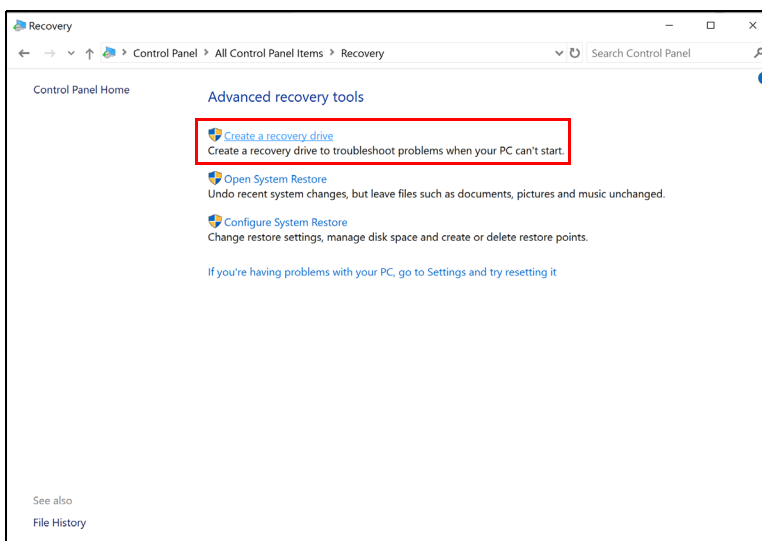 Recovery
Control Panel > All Control Panel Items > Recovery
Search Control Panel
Control Panel Home
Advanced recovery tools
Create a recovery drive
Create a recovery drive to troubleshoot problems when your PC can't start.
Open System Restore
Undo recent system changes, but leave files such as documents, pictures and music unchanged.
Configure System Restore
Change restore settings, manage disk space and create or delete restore points.
If you're having problems with your PC, go to Settings and try resetting it
See also
File History